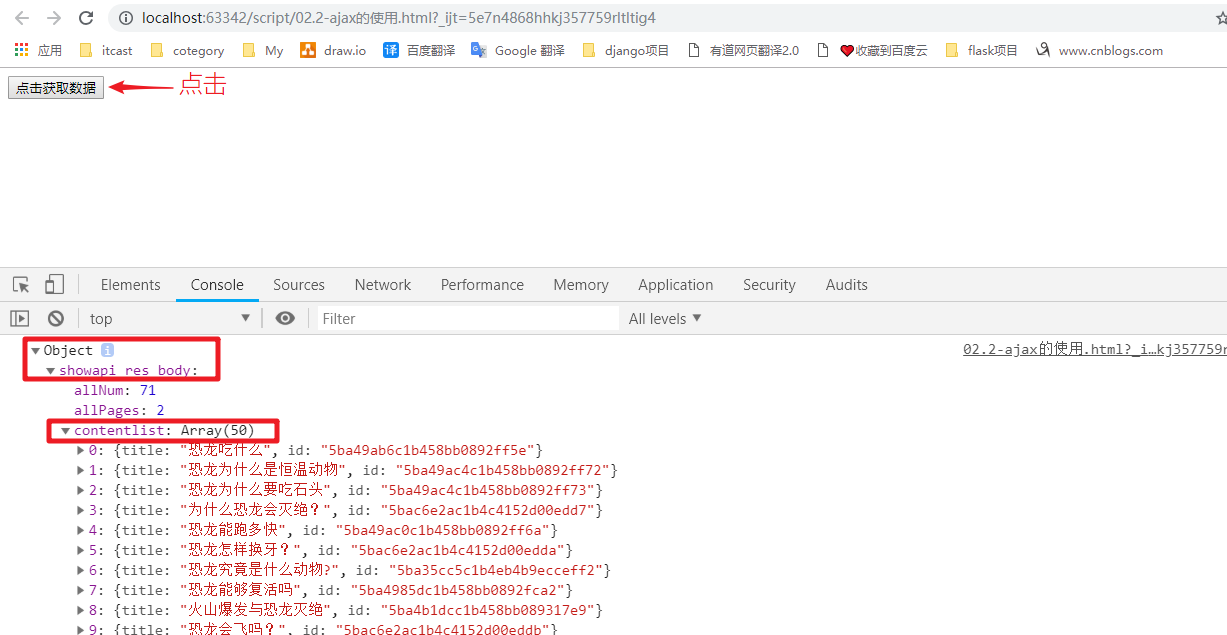 localhost:63342/script/02.2-ajax的使用.html?_ijt=5e7n4868hhkj357759rltltig4
应用 itcast cotegory My draw.io 译 百度翻译 Google 翻译 django项目 有道网页翻译2.0 收藏到百度云 flask项目 www.cnblogs.com
点击获取数据 点击
Elements Console Sources Network Performance Memory Application Security Audits
top Filter All levels
Object i 02.2-ajax的使用.html?_i…kj357759r
showapi_res_body:
allNum: 71
allPages: 2
contentlist: Array(50)
0: {title: "恐龙吃什么", id: "5ba49ab6c1b458bb0892ff5e"}
1: {title: "恐龙为什么是恒温动物", id: "5ba49ac4c1b458bb0892ff72"}
2: {title: "恐龙为什么要吃石头", id: "5ba49ac4c1b458bb0892ff73"}
3: {title: "为什么恐龙会灭绝？", id: "5bac6e2ac1b4c4152d00edd7"}
4: {title: "恐龙能跑多快", id: "5ba49ac0c1b458bb0892ff6a"}
5: {title: "恐龙怎样换牙？", id: "5bac6e2ac1b4c4152d00edda"}
6: {title: "恐龙究竟是什么动物?", id: "5ba35cc5c1b4eb4b9ecceff2"}
7: {title: "恐龙能够复活吗", id: "5ba4985dc1b458bb0892fca2"}
8: {title: "火山爆发与恐龙灭绝", id: "5ba4b1dcc1b458bb089317e9"}
9: {title: "恐龙会飞吗？", id: "5bac6e2ac1b4c4152d00eddb"}